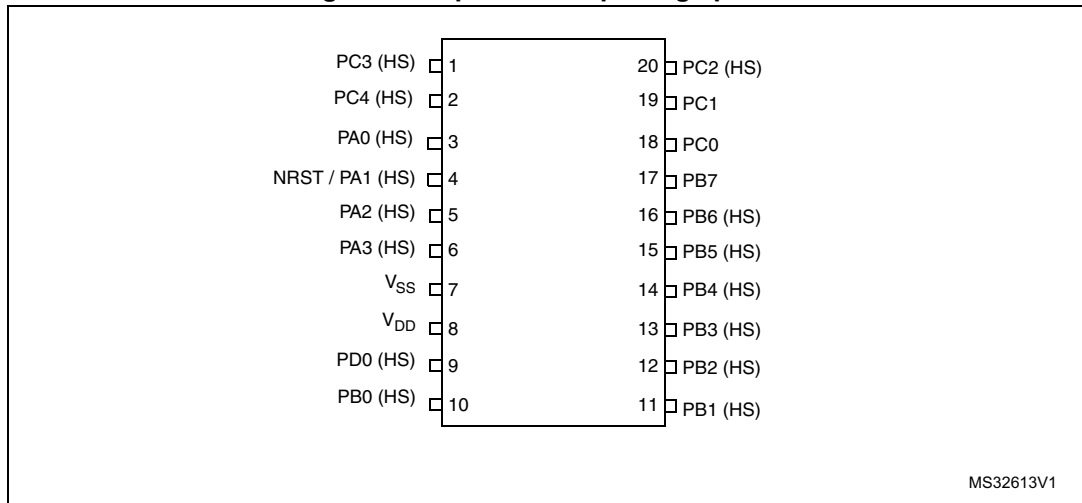 PC3 (HS) 1 20 PC2 (HS)
PC4 (HS) 2 19 PC1
PA0 (HS) 3 18 PC0
NRST / PA1 (HS) 4 17 PB7
PA2 (HS) 5 16 PB6 (HS)
PA3 (HS) 6 15 PB5 (HS)
VSS 7 14 PB4 (HS)
VDD 8 13 PB3 (HS)
PD0 (HS) 9 12 PB2 (HS)
PB0 (HS) 10 11 PB1 (HS)
MS32613V1